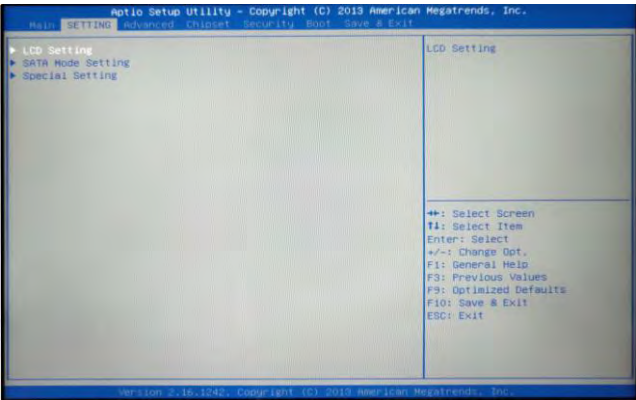 Aptio Setup Utility - Copyright (C) 2013 American Megatrends, Inc.
Main SETTING Advanced Chipset Security Boot Save & Exit
LCD Setting
SATA Mode Setting
Special Setting
LCD Setting
: Select Screen
↑↓: Select Item
Enter: Select
+/-: Change Opt.
F1: General Help
F3: Previous Values
F9: Optimized Defaults
F10: Save & Exit
ESC: Exit
Version 2.16.1242. Copyright (C) 2013 American Megatrends, Inc.